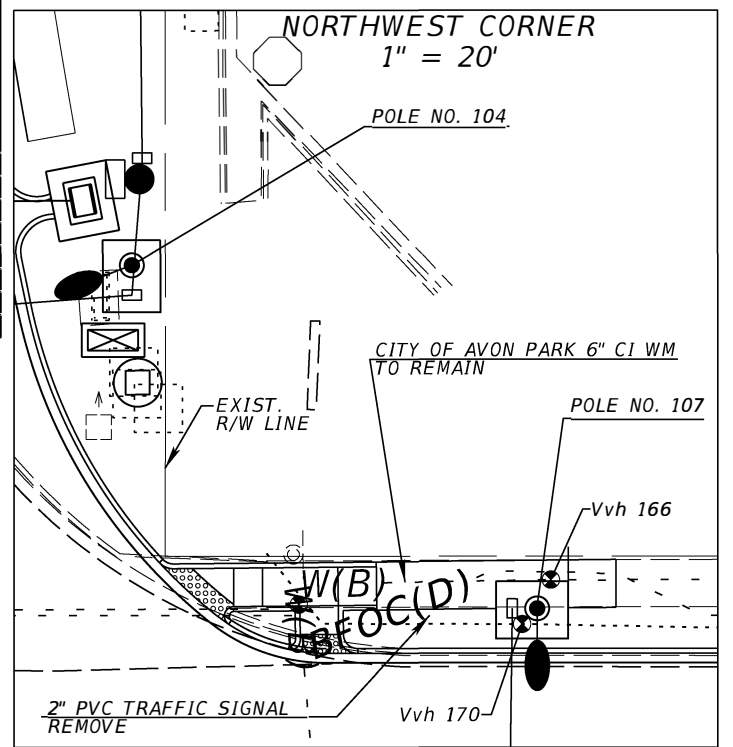 NORTHWEST CORNER
1" = 20'
POLE NO. 104
CITY OF AVON PARK 6" CI WM
TO REMAIN
EXIST.
R/W LINE
POLE NO. 107
Vvh 166
W(B)
BFOC(D)
2" PVC TRAFFIC SIGNAL
REMOVE
Vvh 170